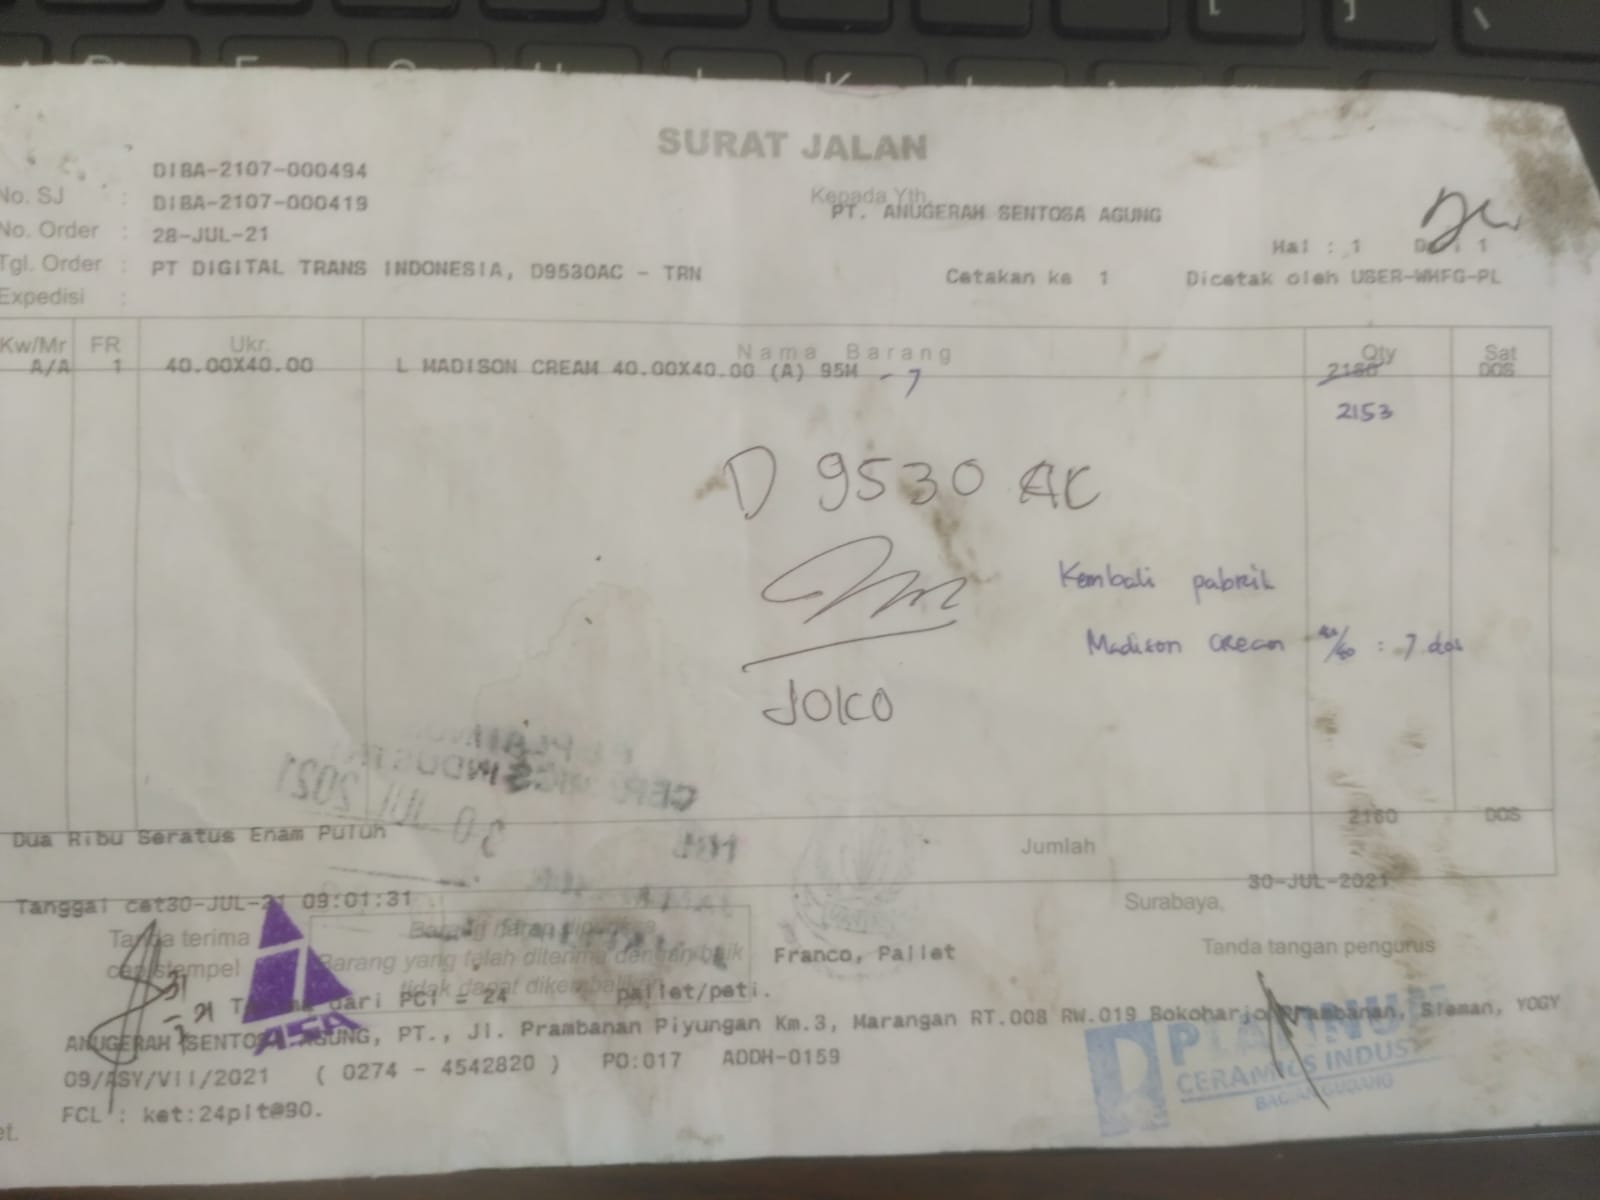 SURAT JALAN
DIBA-2107-000494
No. SJ :
DIBA-2107-000419
Kepada Yth.
PT. ANUGERAH SENTOSA AGUNG
No. Order :
28-JUL-21
Hal : 1
1
Tgl. Order :
PT DIGITAL TRANS INDONESIA, D9530AC - TRN
Cetakan ke 1
Dicetak oleh USER-WHFG-PL
Expedisi :
Kw/Mr FR Ukr. Nama Barang Qty Sat
A/A 1 40.00X40.00 L MADISON CREAM 40.00X40.00 (A) 95M - 7 2160 DOS
2153
D 9530 AC
Kembali pabrik
Madison Cream 40/40 : 7 dos
JOKO
PLATINUM
CERAMICS INDUSTRY
30 JUL 2021
2160 DOS
Dua Ribu Seratus Enam Puluh
Jumlah
30-JUL-2021
Tanggal cet30-JUL-21 09:01:31
Surabaya,
Tanda terima
cap stempel
Barang harap diperiksa
Barang yang telah diterima dengan baik
tidak dapat dikembalikan
Franco, Pallet
Tanda tangan pengurus
dari PCI = 24 pallet/peti.
ASA
ANUGERAH SENTOSA AGUNG, PT., Jl. Prambanan Piyungan Km.3, Marangan RT.008 RW.019 Bokoharjo Prambanan, Sleman, YOGY
09/ASY/VII/2021 ( 0274 - 4542820 ) PO:017 ADDH-0159
FCL : ket:24plt@90.
PLATINUM
CERAMICS INDUST
BAGIAN GUDANG
et.